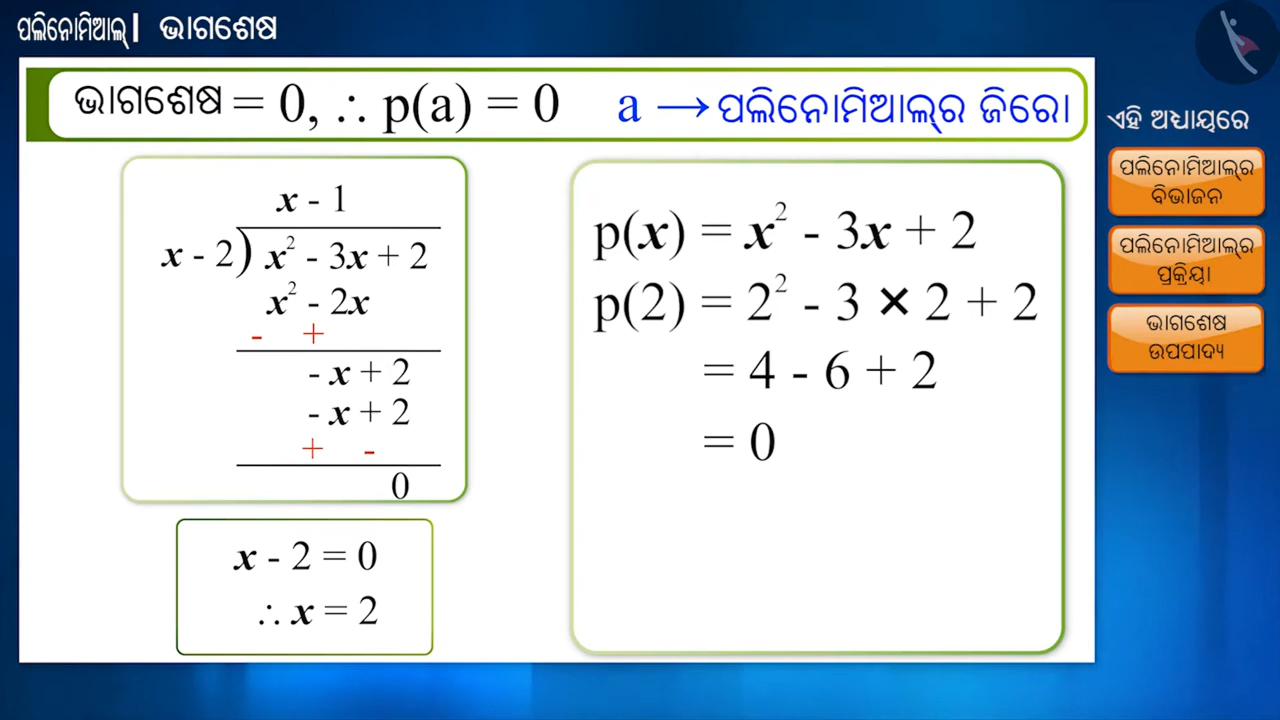 ପଲିନୋମିଆଲ୍ | ଭାଗଶେଷ
ଭାଗଶେଷ = 0, ∴ p(a) = 0 a → ପଲିନୋମିଆଲ୍‌ର ଜିରୋ
x - 1
x - 2) x² - 3x + 2
x² - 2x
- +
- x + 2
- x + 2
+ -
0
x - 2 = 0
∴ x = 2
p(x) = x² - 3x + 2
p(2) = 2² - 3 × 2 + 2
= 4 - 6 + 2
= 0
ଏହି ଅଧ୍ୟାୟରେ
ପଲିନୋମିଆଲ୍‌ର
ବିଭାଜନ
ପଲିନୋମିଆଲ୍‌ର
ପ୍ରକ୍ରିୟା
ଭାଗଶେଷ
ଉପପାଦ୍ୟ